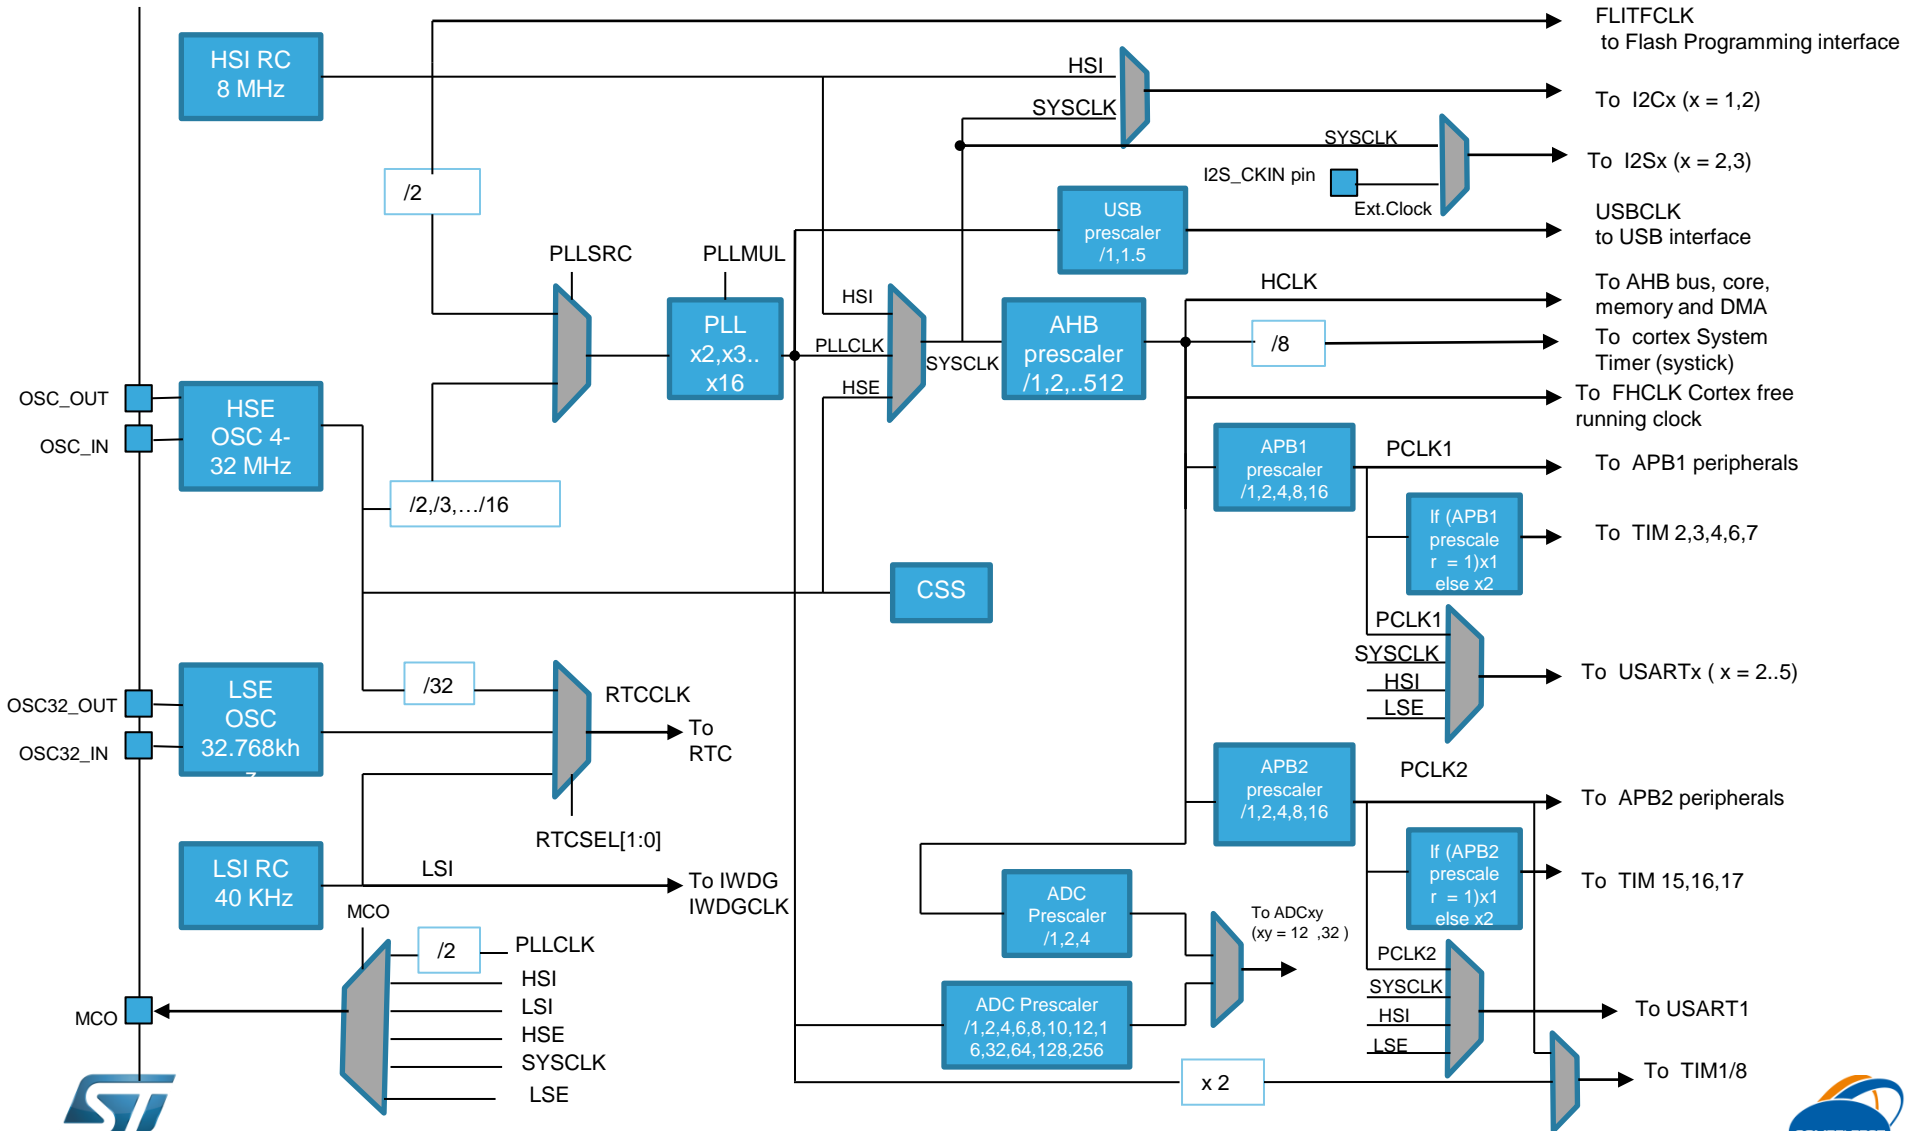 FLITFCLK
to Flash Programming interface
HSI RC
8 MHz
HSI
SYSCLK
To I2Cx (x = 1,2)
SYSCLK
To I2Sx (x = 2,3)
I2S_CKIN pin
Ext.Clock
/2
USB
prescaler
/1,1.5
USBCLK
to USB interface
PLLSRC
PLLMUL
HCLK
To AHB bus, core,
memory and DMA
HSI
PLLCLK
HSE
SYSCLK
PLL
x2,x3..
x16
AHB
prescaler
/1,2,..512
/8
To cortex System
Timer (systick)
To FHCLK Cortex free
running clock
OSC_OUT
OSC_IN
HSE
OSC 4-
32 MHz
/2,/3,…/16
APB1
prescaler
/1,2,4,8,16
PCLK1
To APB1 peripherals
If (APB1
prescale
r = 1)x1
else x2
To TIM 2,3,4,6,7
CSS
PCLK1
SYSCLK
HSI
LSE
To USARTx ( x = 2..5)
OSC32_OUT
OSC32_IN
LSE
OSC
32.768kh
z
/32
RTCCLK
To
RTC
RTCSEL[1:0]
APB2
prescaler
/1,2,4,8,16
PCLK2
To APB2 peripherals
If (APB2
prescale
r = 1)x1
else x2
To TIM 15,16,17
LSI RC
40 KHz
LSI
To IWDG
IWDGCLK
ADC
Prescaler
/1,2,4
To ADCxy
(xy = 12 ,32 )
MCO
/2
PLLCLK
HSI
LSI
HSE
SYSCLK
LSE
MCO
ADC Prescaler
/1,2,4,6,8,10,12,1
6,32,64,128,256
PCLK2
SYSCLK
HSI
LSE
To USART1
x 2
To TIM1/8
ST